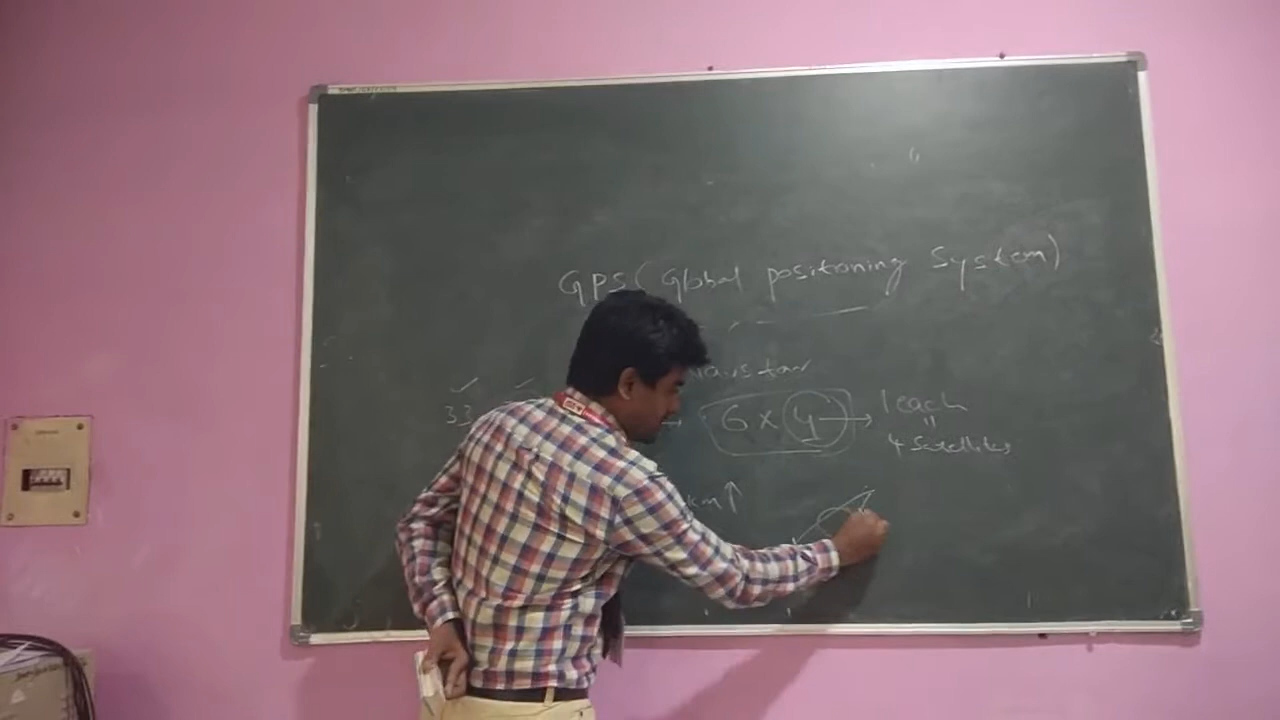 GPS (Global positioning System)
Navstar
33 6 x 4 → 1 each
"
4 Satellites
km ↑